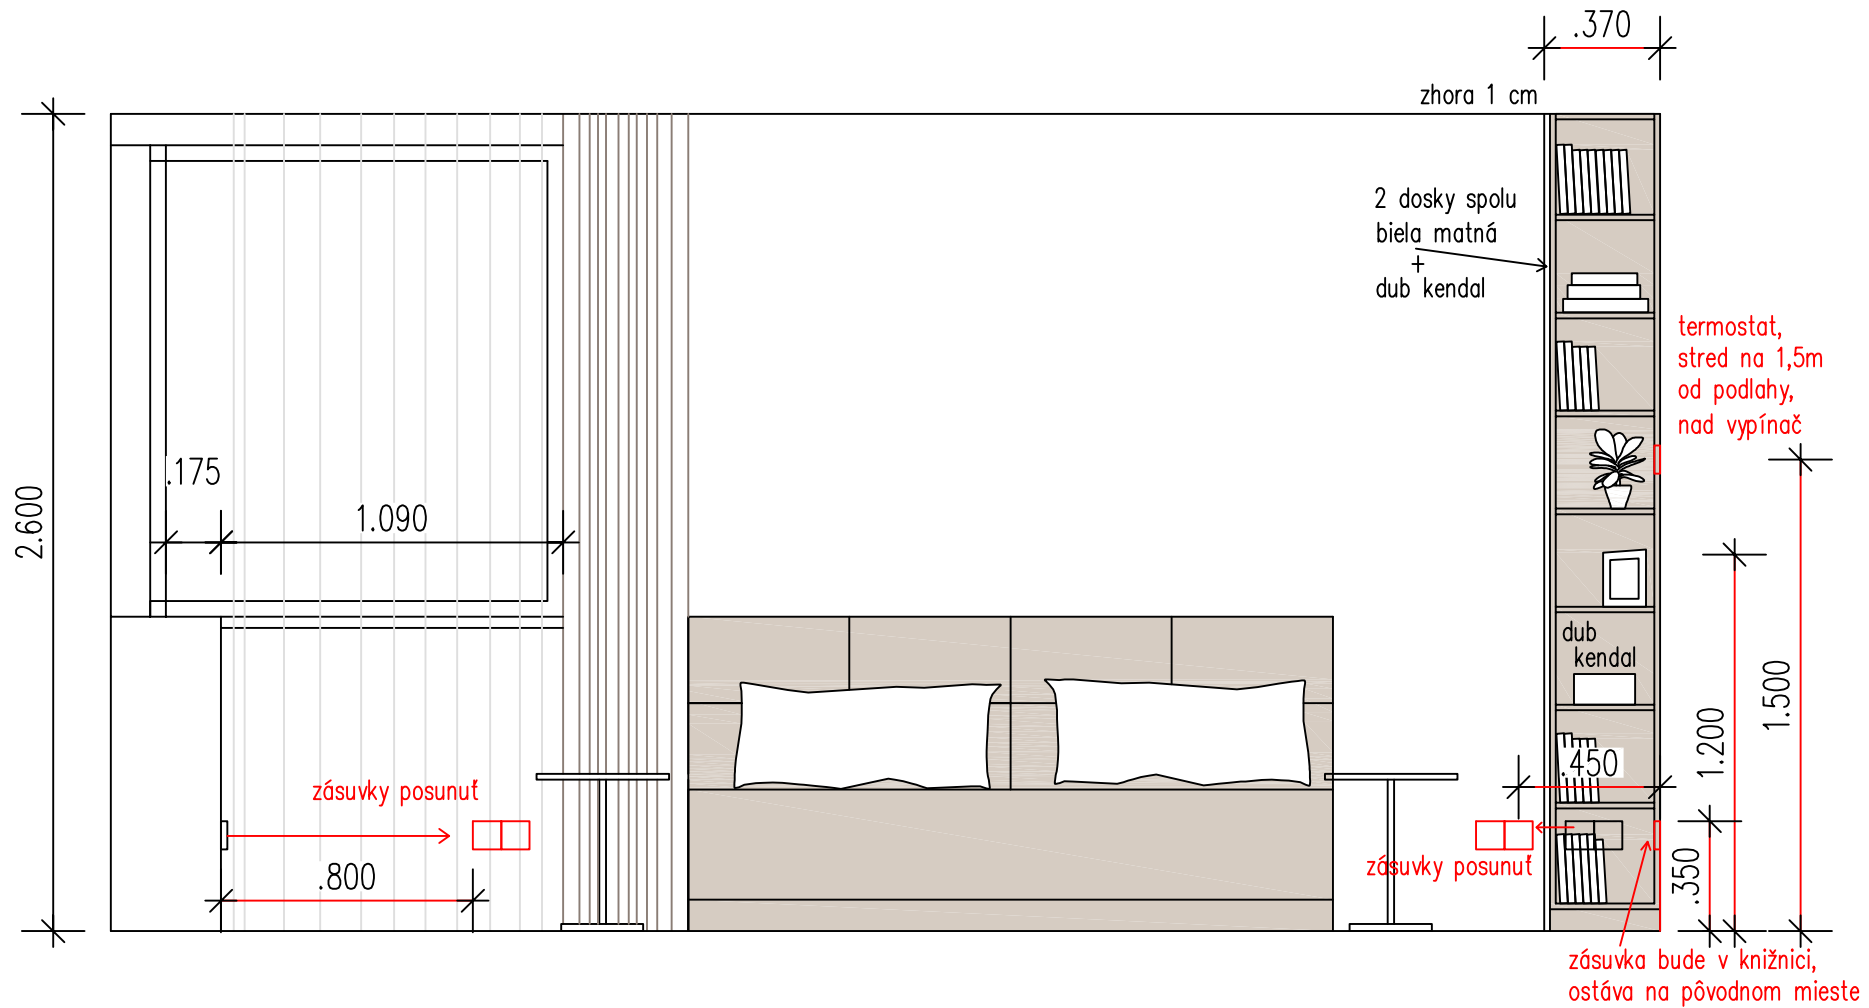 .370
zhora 1 cm
2 dosky spolu
biela matná
+
dub kendal
termostat,
stred na 1,5m
od podlahy,
nad vypínač
.175
1.090
2.600
dub
kendal
1.500
1.200
.450
zásuvky posunuť
.800
zásuvky posunuť
.350
zásuvka bude v knižnici,
ostáva na pôvodnom mieste